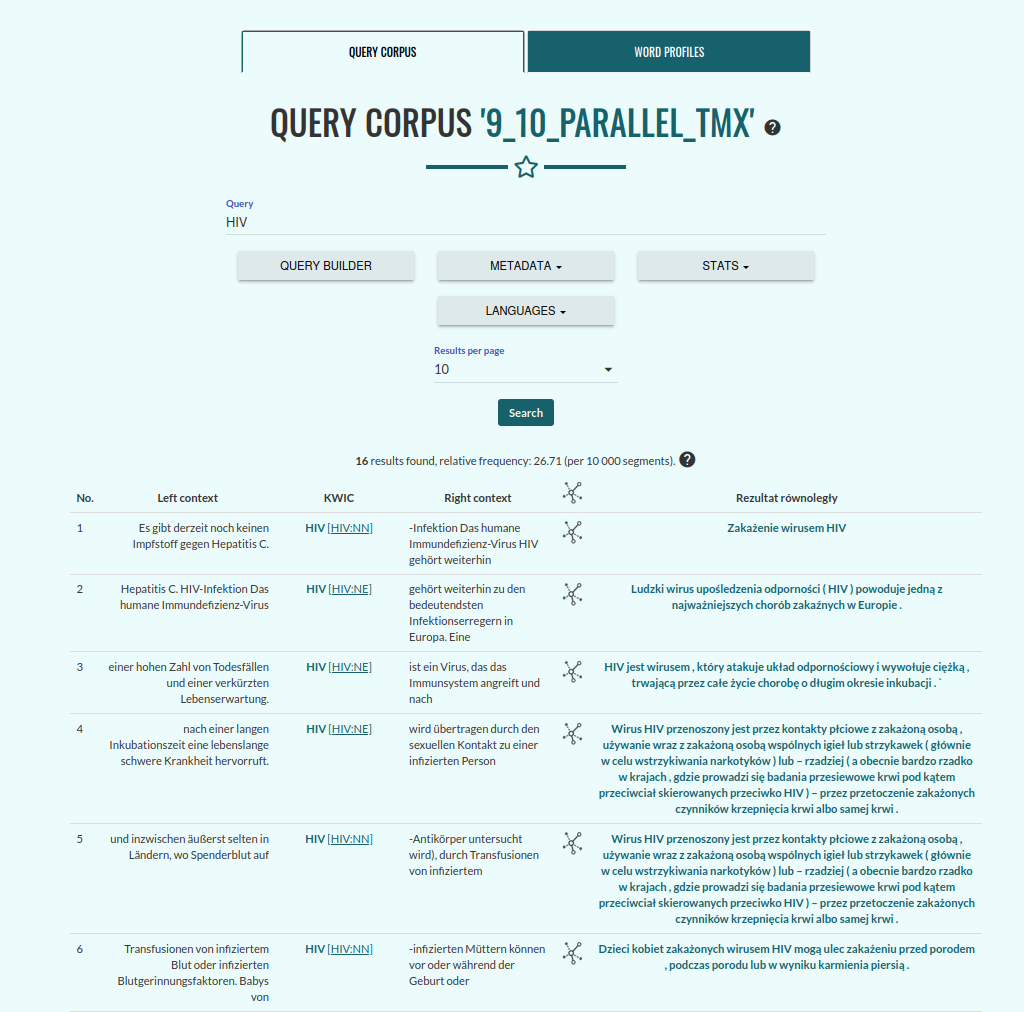 QUERY CORPUS
WORD PROFILES
QUERY CORPUS '9_10_PARALLEL_TMX'
Query
HIV
QUERY BUILDER
METADATA
STATS
LANGUAGES
Results per page
10
Search
16 results found, relative frequency: 26.71 (per 10 000 segments).
No. Left context KWIC Right context Rezultat równoległy
1
Es gibt derzeit noch keinen
Impfstoff gegen Hepatitis C.
HIV [HIV:NN]
-Infektion Das humane
Immundefizienz-Virus HIV
gehört weiterhin
Zakażenie wirusem HIV
2
Hepatitis C. HIV-Infektion Das
humane Immundefizienz-Virus
HIV [HIV:NE]
gehört weiterhin zu den
bedeutendsten
Infektionserregern in
Europa. Eine
Ludzki wirus upośledzenia odporności ( HIV ) powoduje jedną z
najważniejszych chorób zakaźnych w Europie .
3
einer hohen Zahl von Todesfällen
und einer verkürzten
Lebenserwartung.
HIV [HIV:NE]
ist ein Virus, das das
Immunsystem angreift und
nach
HIV jest wirusem , który atakuje układ odpornościowy i wywołuje ciężką ,
trwającą przez całe życie chorobę o długim okresie inkubacji . `
4
nach einer langen
Inkubationszeit eine lebenslange
schwere Krankheit hervorruft.
HIV [HIV:NE]
wird übertragen durch den
sexuellen Kontakt zu einer
infizierten Person
Wirus HIV przenoszony jest przez kontakty płciowe z zakażoną osobą ,
używanie wraz z zakażoną osobą wspólnych igieł lub strzykawek ( głównie
w celu wstrzykiwania narkotyków ) lub – rzadziej ( a obecnie bardzo rzadko
w krajach , gdzie prowadzi się badania przesiewowe krwi pod kątem
przeciwciał skierowanych przeciwko HIV ) – przez przetoczenie zakażonych
czynników krzepnięcia krwi albo samej krwi .
5
und inzwischen äußerst selten in
Ländern, wo Spenderblut auf
HIV [HIV:NN]
-Antikörper untersucht
wird), durch Transfusionen
von infiziertem
Wirus HIV przenoszony jest przez kontakty płciowe z zakażoną osobą ,
używanie wraz z zakażoną osobą wspólnych igieł lub strzykawek ( głównie
w celu wstrzykiwania narkotyków ) lub – rzadziej ( a obecnie bardzo rzadko
w krajach , gdzie prowadzi się badania przesiewowe krwi pod kątem
przeciwciał skierowanych przeciwko HIV ) – przez przetoczenie zakażonych
czynników krzepnięcia krwi albo samej krwi .
6
Transfusionen von infiziertem
Blut oder infizierten
Blutgerinnungsfaktoren. Babys
von
HIV [HIV:NN]
-infizierten Müttern können
vor oder während der
Geburt oder
Dzieci kobiet zakażonych wirusem HIV mogą ulec zakażeniu przed porodem
, podczas porodu lub w wyniku karmienia piersią .